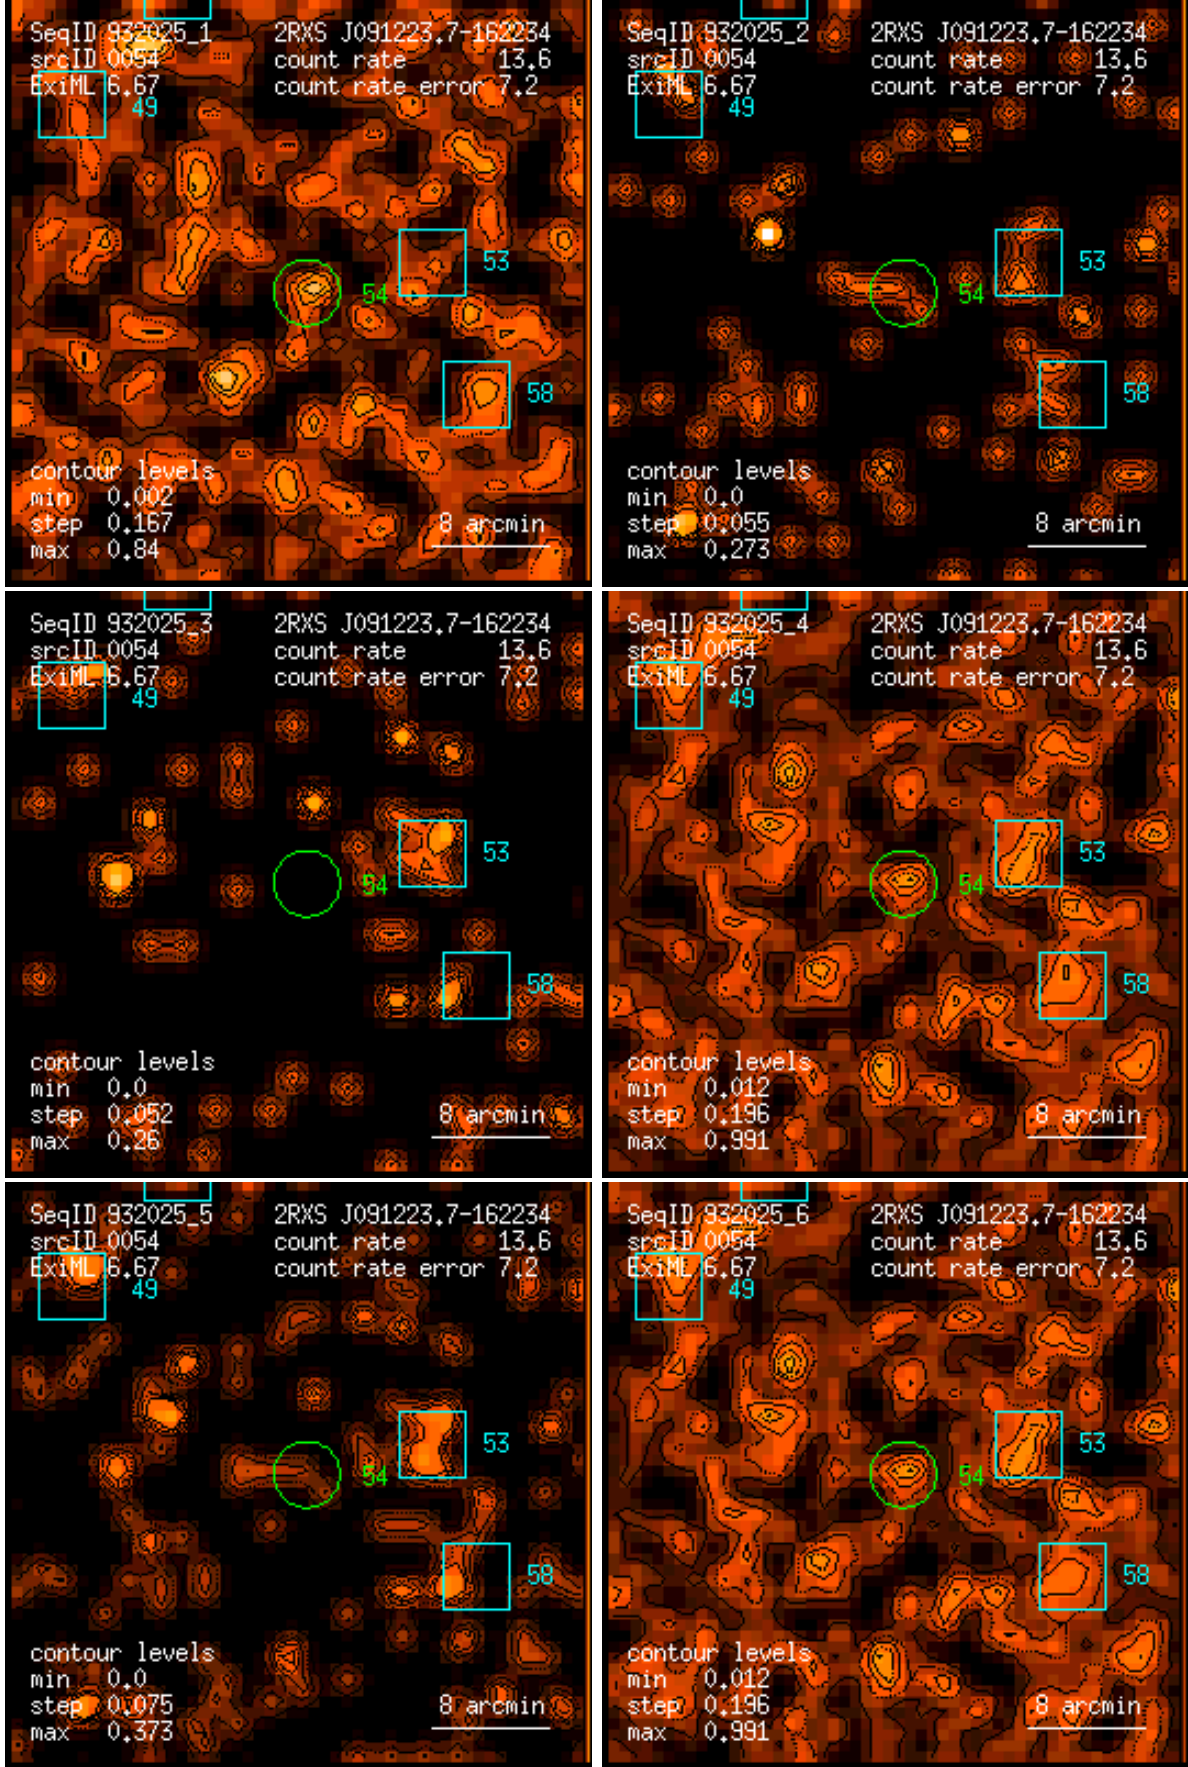 SeqID 932025_1 2RXS J091223.7-162234
srcID 0054 count rate 13.6
ExiML 6.67 count rate error 7.2
49
53
54
58
contour levels
min 0.002
step 0.167
max 0.84
8 arcmin
SeqID 932025_2 2RXS J091223.7-162234
srcID 0054 count rate 13.6
ExiML 6.67 count rate error 7.2
49
53
54
58
contour levels
min 0.0
step 0.055
max 0.273
8 arcmin
SeqID 932025_3 2RXS J091223.7-162234
srcID 0054 count rate 13.6
ExiML 6.67 count rate error 7.2
49
53
54
58
contour levels
min 0.0
step 0.052
max 0.26
8 arcmin
SeqID 932025_4 2RXS J091223.7-162234
srcID 0054 count rate 13.6
ExiML 6.67 count rate error 7.2
49
53
54
58
contour levels
min 0.012
step 0.196
max 0.991
8 arcmin
SeqID 932025_5 2RXS J091223.7-162234
srcID 0054 count rate 13.6
ExiML 6.67 count rate error 7.2
49
53
54
58
contour levels
min 0.0
step 0.075
max 0.373
8 arcmin
SeqID 932025_6 2RXS J091223.7-162234
srcID 0054 count rate 13.6
ExiML 6.67 count rate error 7.2
49
53
54
58
contour levels
min 0.012
step 0.196
max 0.991
8 arcmin